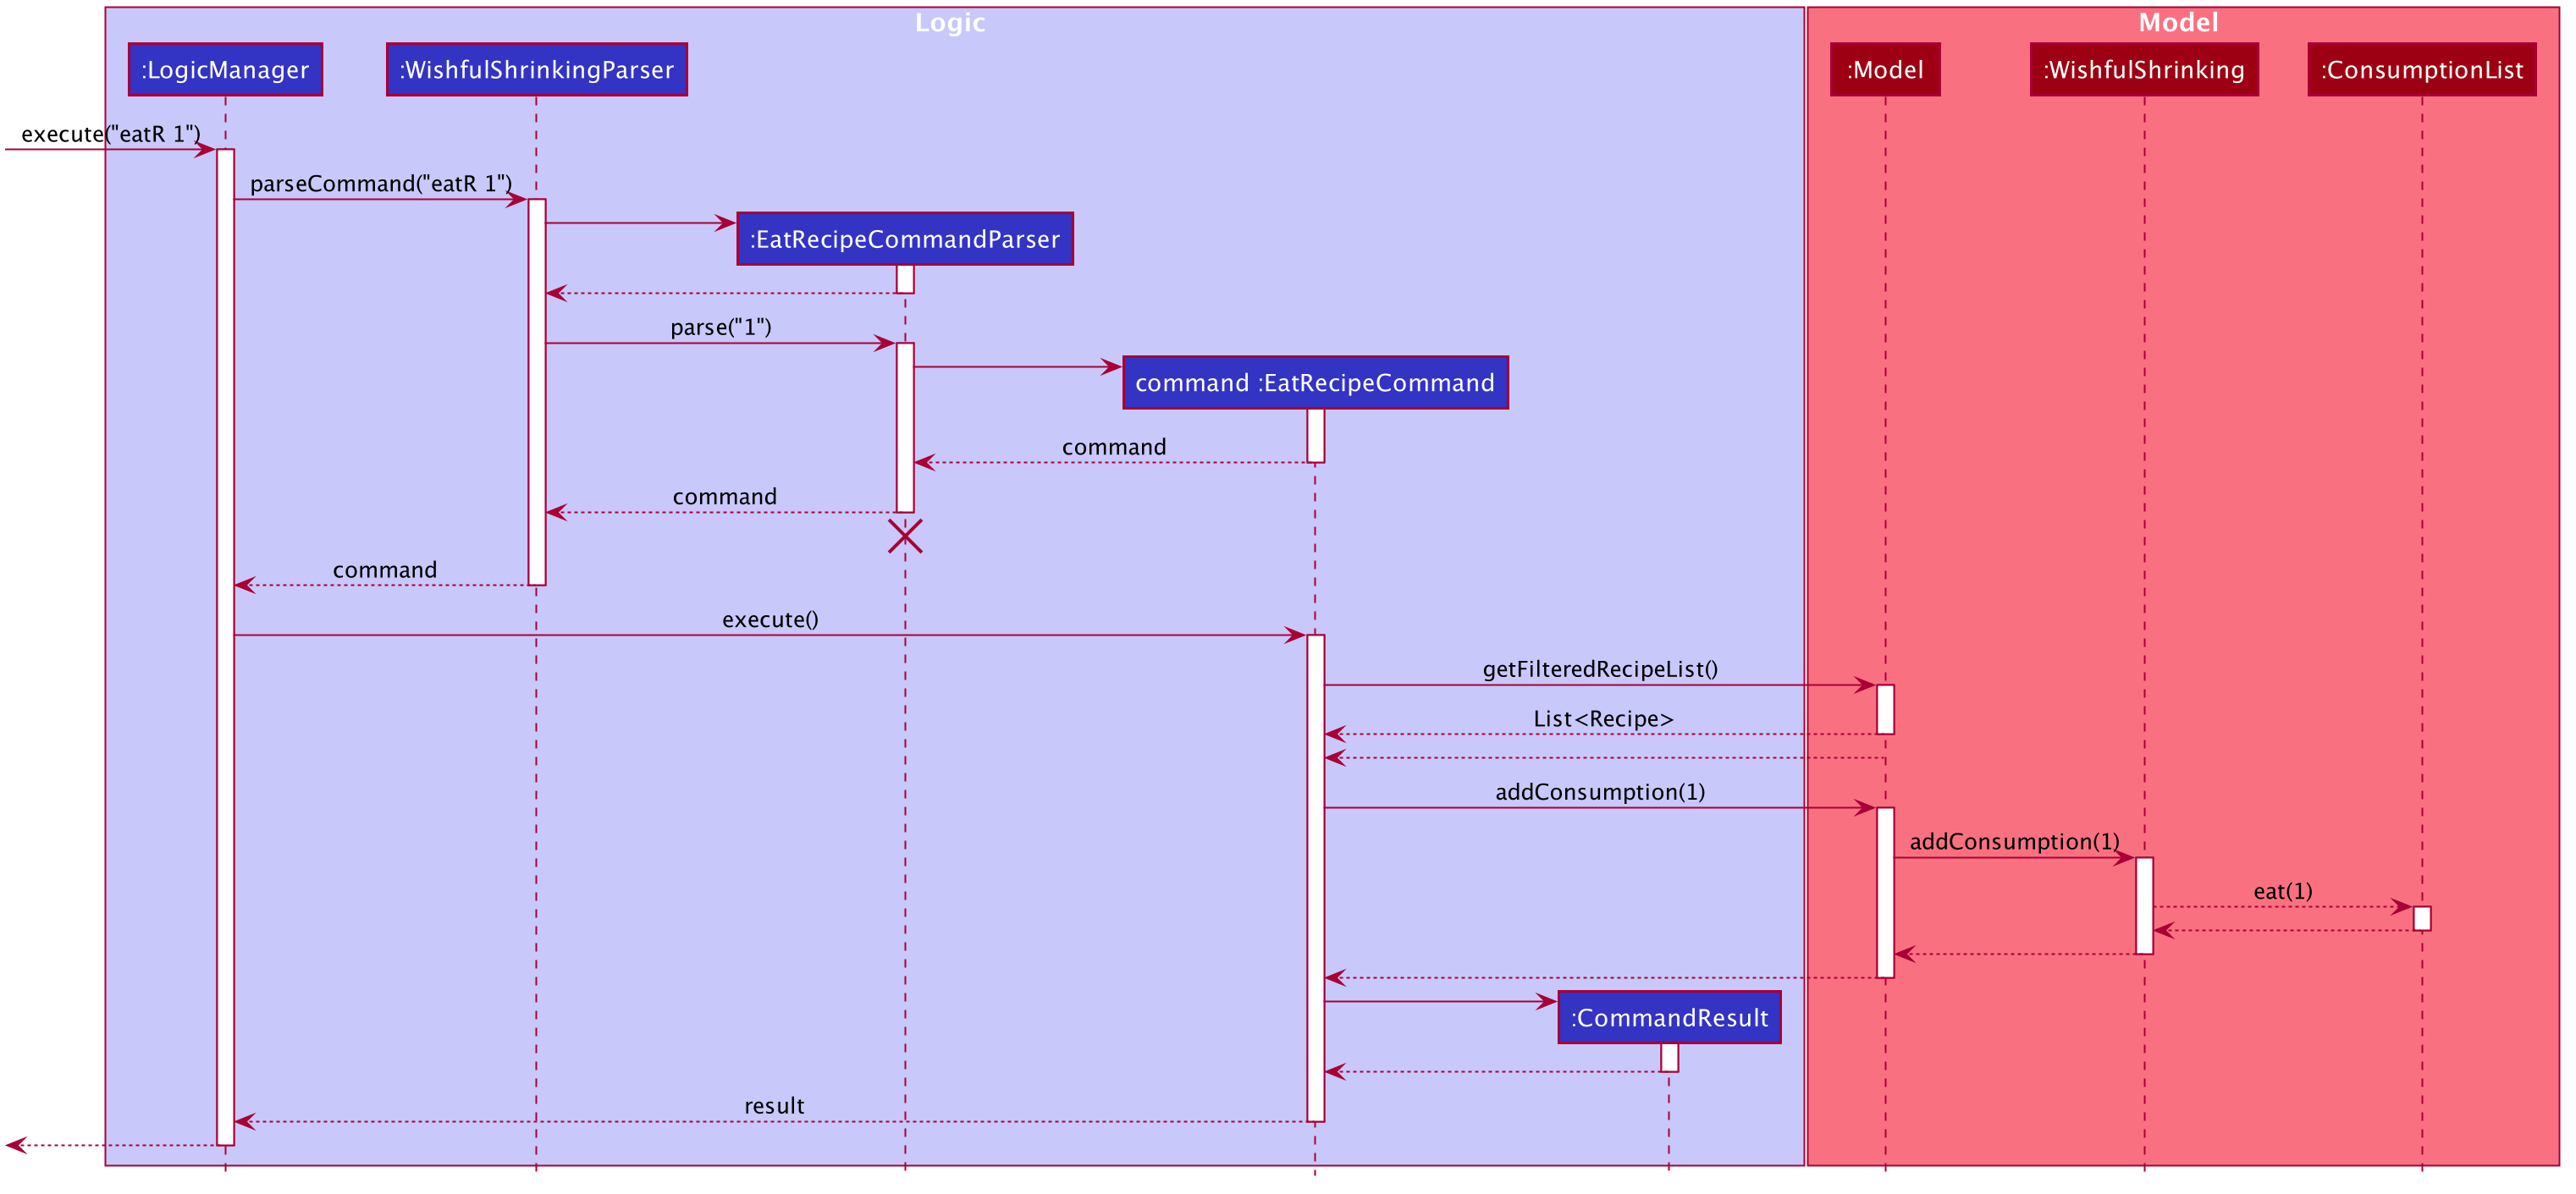 Logic
Model
:LogicManager
:WishfulShrinkingParser
:Model
:WishfulShrinking
:ConsumptionList
execute("eatR 1")
parseCommand("eatR 1")
:EatRecipeCommandParser
parse("1")
command :EatRecipeCommand
command
command
command
execute()
getFilteredRecipeList()
List<Recipe>
addConsumption(1)
addConsumption(1)
eat(1)
:CommandResult
result